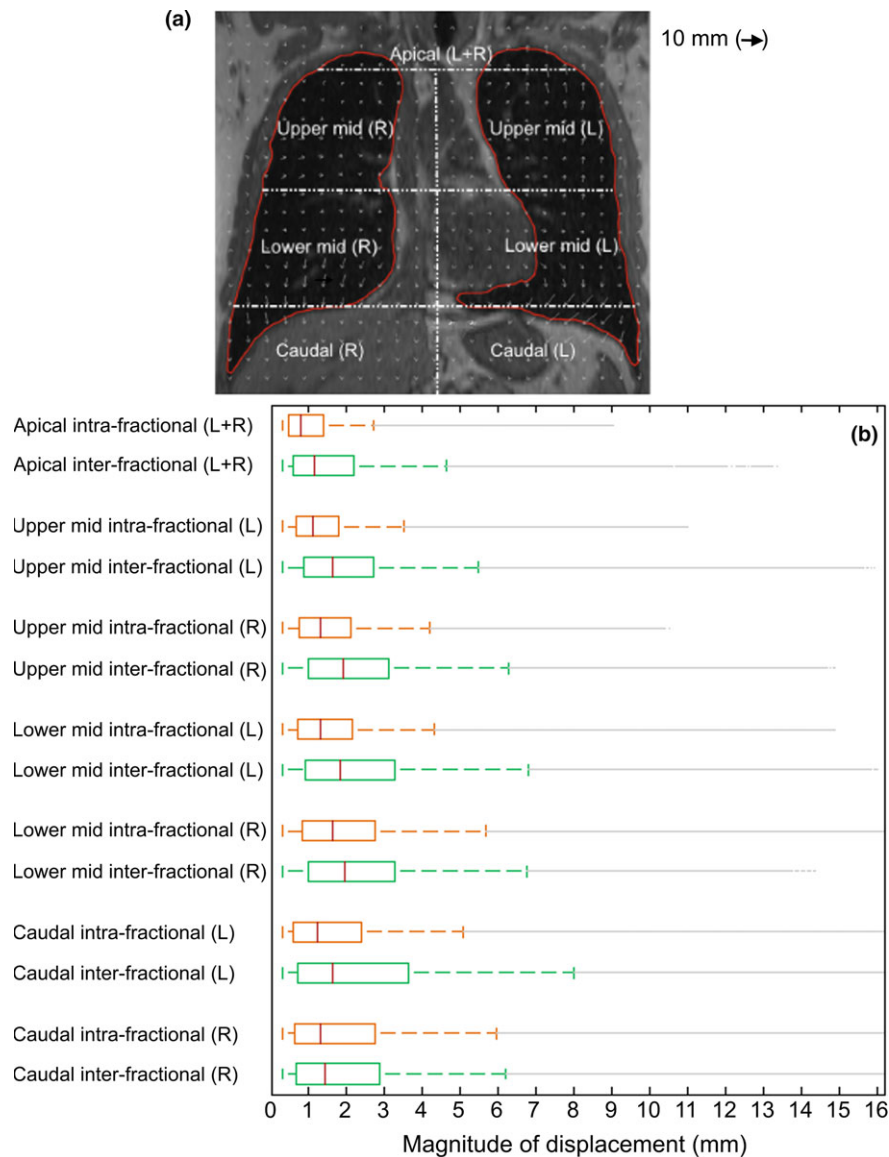 (a)
10 mm (→)
Apical (L+R)
Upper mid (R)
Upper mid (L)
Lower mid (R)
Lower mid (L)
Caudal (R)
Caudal (L)
(b)
Apical intra-fractional (L+R)
Apical inter-fractional (L+R)
Upper mid intra-fractional (L)
Upper mid inter-fractional (L)
Upper mid intra-fractional (R)
Upper mid inter-fractional (R)
Lower mid intra-fractional (L)
Lower mid inter-fractional (L)
Lower mid intra-fractional (R)
Lower mid inter-fractional (R)
Caudal intra-fractional (L)
Caudal inter-fractional (L)
Caudal intra-fractional (R)
Caudal inter-fractional (R)
0 1 2 3 4 5 6 7 8 9 10 11 12 13 14 15 16
Magnitude of displacement (mm)